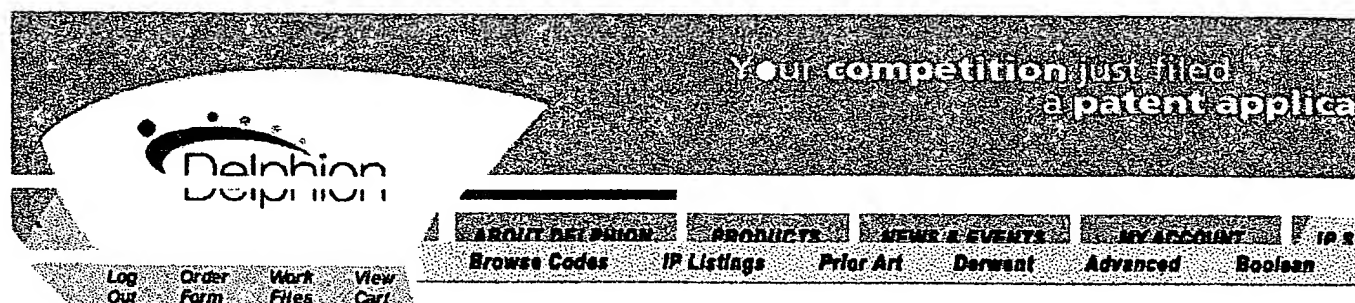 Your competition just filed
a patent applica
Delphion
ABOUT DELPHION PRODUCTS NEWS & EVENTS MY ACCOUNT IP S
Browse Codes IP Listings Prior Art Derwent Advanced Boolean
Log Order Work View
Out Form Files Cart